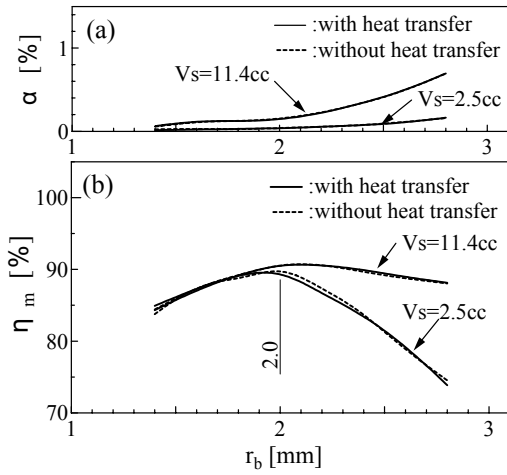 (a)
:with heat transfer
:without heat transfer
Vs=11.4cc
Vs=2.5cc
α [%]
1
0
1 2 3
(b)
:with heat transfer
:without heat transfer
Vs=11.4cc
Vs=2.5cc
η m [%]
100
90
80
70
2.0
1 2 3
r_b [mm]